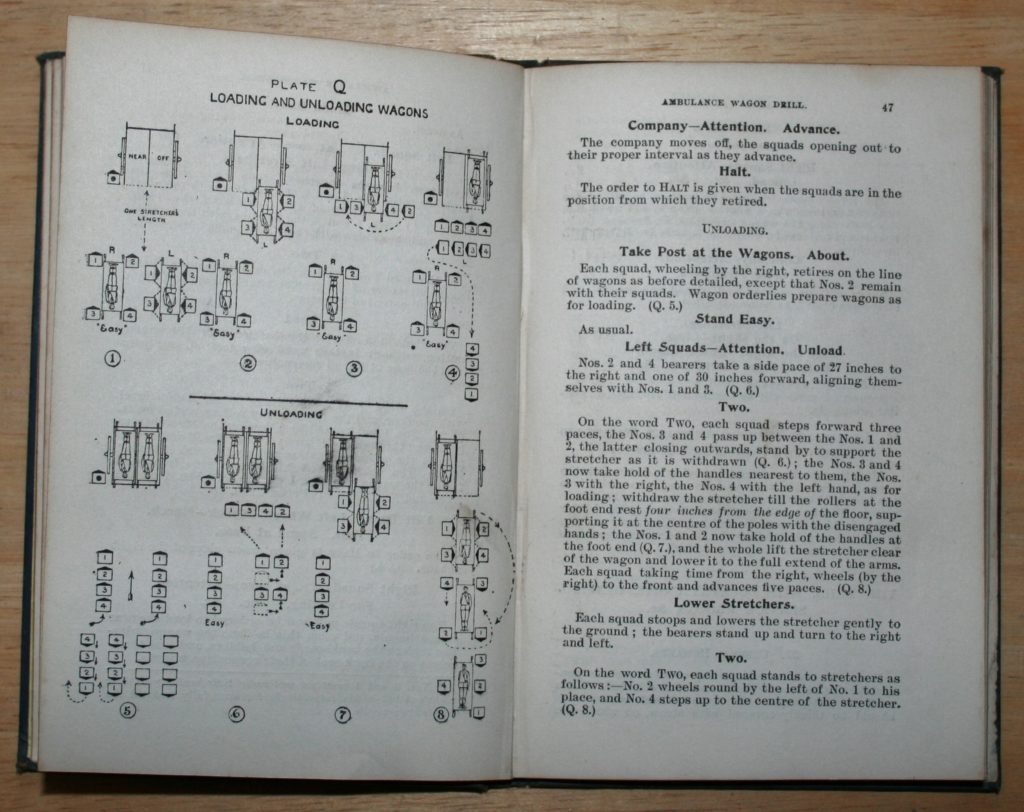 PLATE Q
LOADING AND UNLOADING WAGONS
LOADING
NEAR OFF
ONE STRETCHER'S
LENGTH
R L R R R
L L L
1 2 3 4
"Easy" "Easy" "Easy" "Easy"
1 2 3 4
UNLOADING
1 2 3 4
Easy "Easy"
5 6 7 8
AMBULANCE WAGON DRILL. 47
Company—Attention. Advance.
The company moves off, the squads opening out to
their proper interval as they advance.
Halt.
The order to HALT is given when the squads are in the
position from which they retired.
UNLOADING.
Take Post at the Wagons. About.
Each squad, wheeling by the right, retires on the line
of wagons as before detailed, except that Nos. 2 remain
with their squads. Wagon orderlies prepare wagons as
for loading. (Q. 5.)
Stand Easy.
As usual.
Left Squads—Attention. Unload.
Nos. 2 and 4 bearers take a side pace of 27 inches to
the right and one of 30 inches forward, aligning them-
selves with Nos. 1 and 3. (Q. 6.)
Two.
On the word Two, each squad steps forward three
paces, the Nos. 3 and 4 pass up between the Nos. 1 and
2, the latter closing outwards, stand by to support the
stretcher as it is withdrawn (Q. 6.); the Nos. 3 and 4
now take hold of the handles nearest to them, the Nos.
3 with the right, the Nos. 4 with the left hand, as for
loading; withdraw the stretcher till the rollers at the
foot end rest four inches from the edge of the floor, sup-
porting it at the centre of the poles with the disengaged
hands; the Nos. 1 and 2 now take hold of the handles at
the foot end (Q. 7.), and the whole lift the stretcher clear
of the wagon and lower it to the full extend of the arms.
Each squad taking time from the right, wheels (by the
right) to the front and advances five paces. (Q. 8.)
Lower Stretchers.
Each squad stoops and lowers the stretcher gently to
the ground; the bearers stand up and turn to the right
and left.
Two.
On the word Two, each squad stands to stretchers as
follows:—No. 2 wheels round by the left of No. 1 to his
place, and No. 4 steps up to the centre of the stretcher.
(Q. 8.)